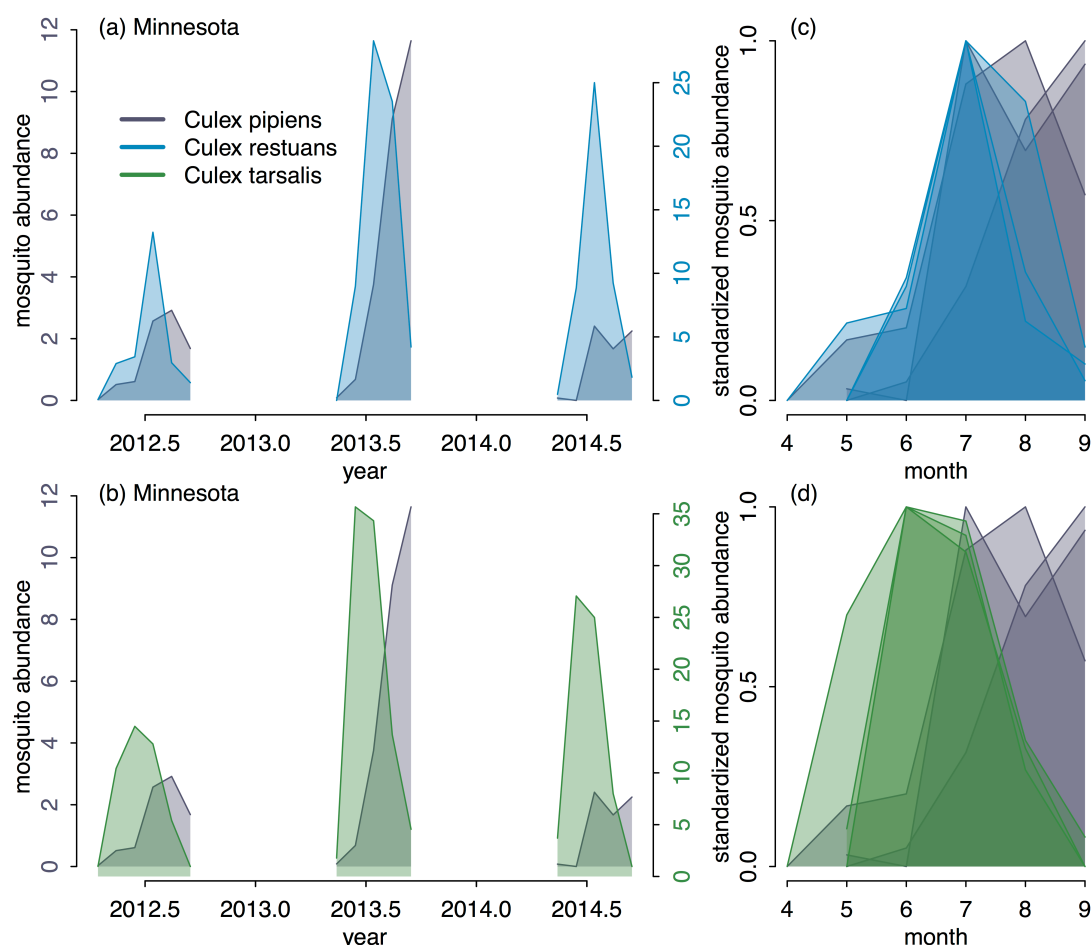 (a) Minnesota
mosquito abundance
0 2 4 6 8 10 12
Culex pipiens
Culex restuans
Culex tarsalis
0 5 10 15 20 25
2012.5 2013.0 2013.5 2014.0 2014.5
year
(c)
standardized mosquito abundance
0.0 0.5 1.0
4 5 6 7 8 9
month
(b) Minnesota
mosquito abundance
0 2 4 6 8 10 12
0 5 10 15 20 25 30 35
2012.5 2013.0 2013.5 2014.0 2014.5
year
(d)
standardized mosquito abundance
0.0 0.5 1.0
4 5 6 7 8 9
month